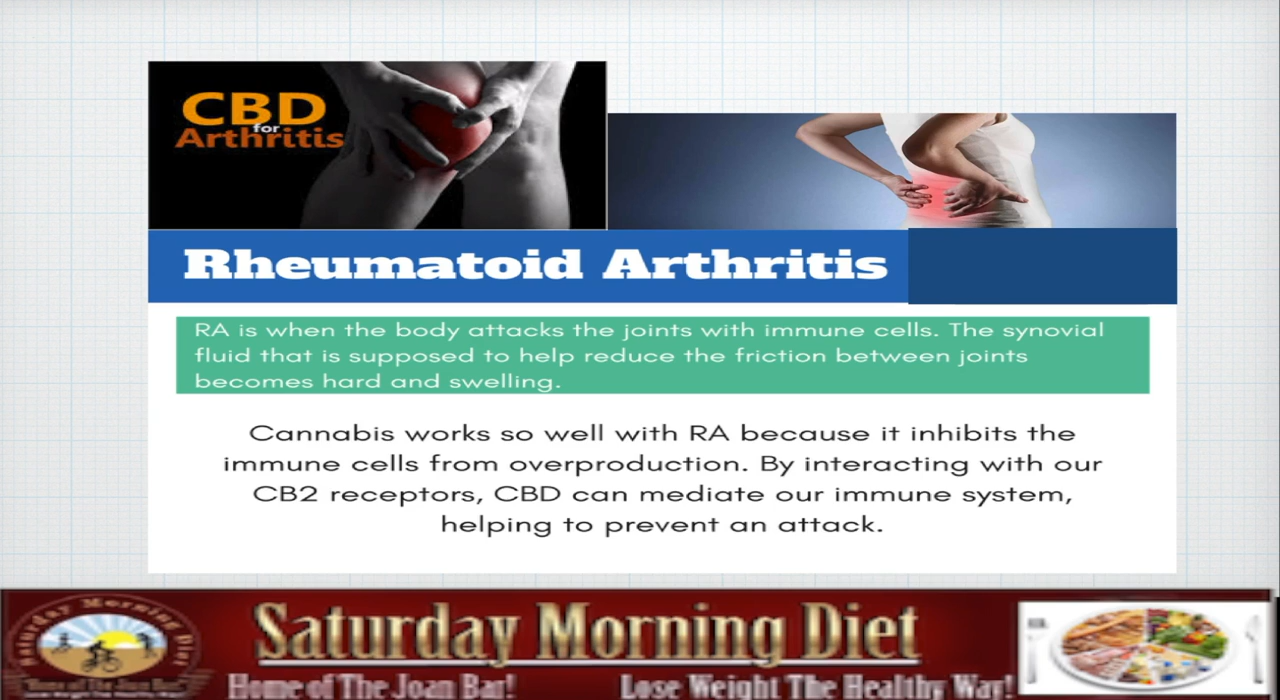 CBD
for
Arthritis
Rheumatoid Arthritis
RA is when the body attacks the joints with immune cells. The synovial
fluid that is supposed to help reduce the friction between joints
becomes hard and swelling.
Cannabis works so well with RA because it inhibits the
immune cells from overproduction. By interacting with our
CB2 receptors, CBD can mediate our immune system,
helping to prevent an attack.
Saturday Morning Diet
Saturday Morning Diet
Home of The Joan Bar!
Lose Weight The Healthy Way!